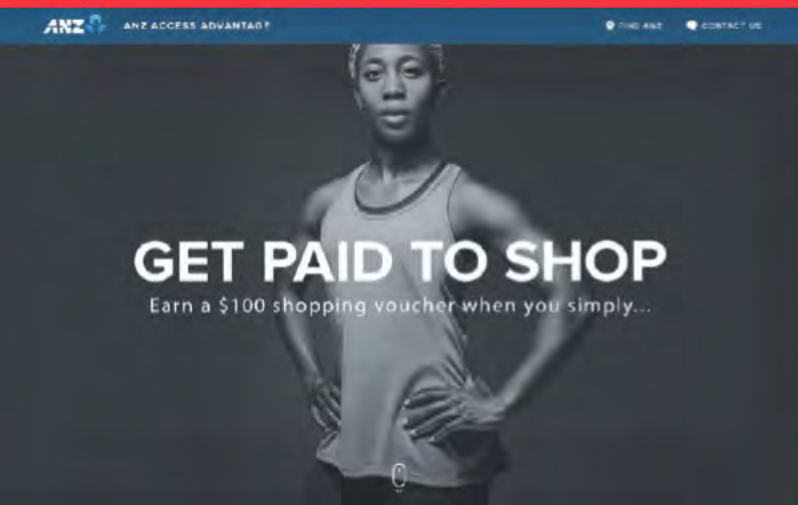 ANZ
ANZ ACCESS ADVANTAGE
FIND ANZ
CONTACT US
GET PAID TO SHOP
Earn a $100 shopping voucher when you simply...